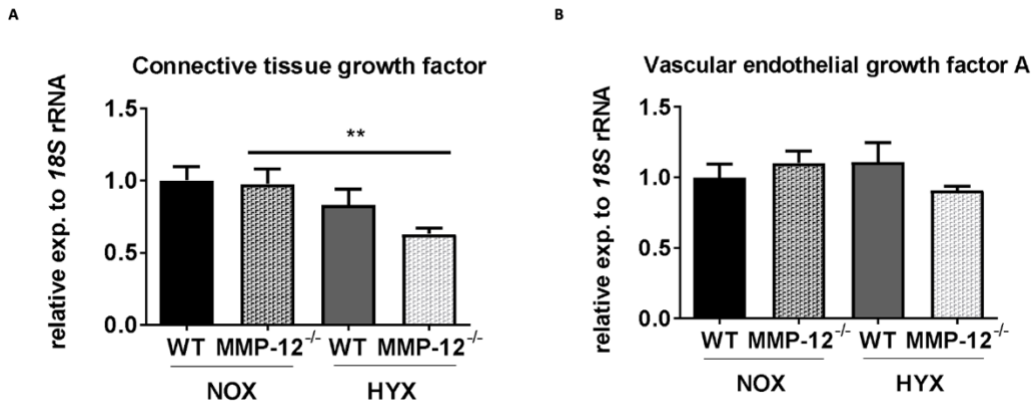 A
Connective tissue growth factor
relative exp. to 18S rRNA
1.5
**
1.0
0.5
0.0
WT MMP-12-/- WT MMP-12-/-
NOX HYX
B
Vascular endothelial growth factor A
relative exp. to 18S rRNA
1.5
1.0
0.5
0.0
WT MMP-12-/- WT MMP-12-/-
NOX HYX